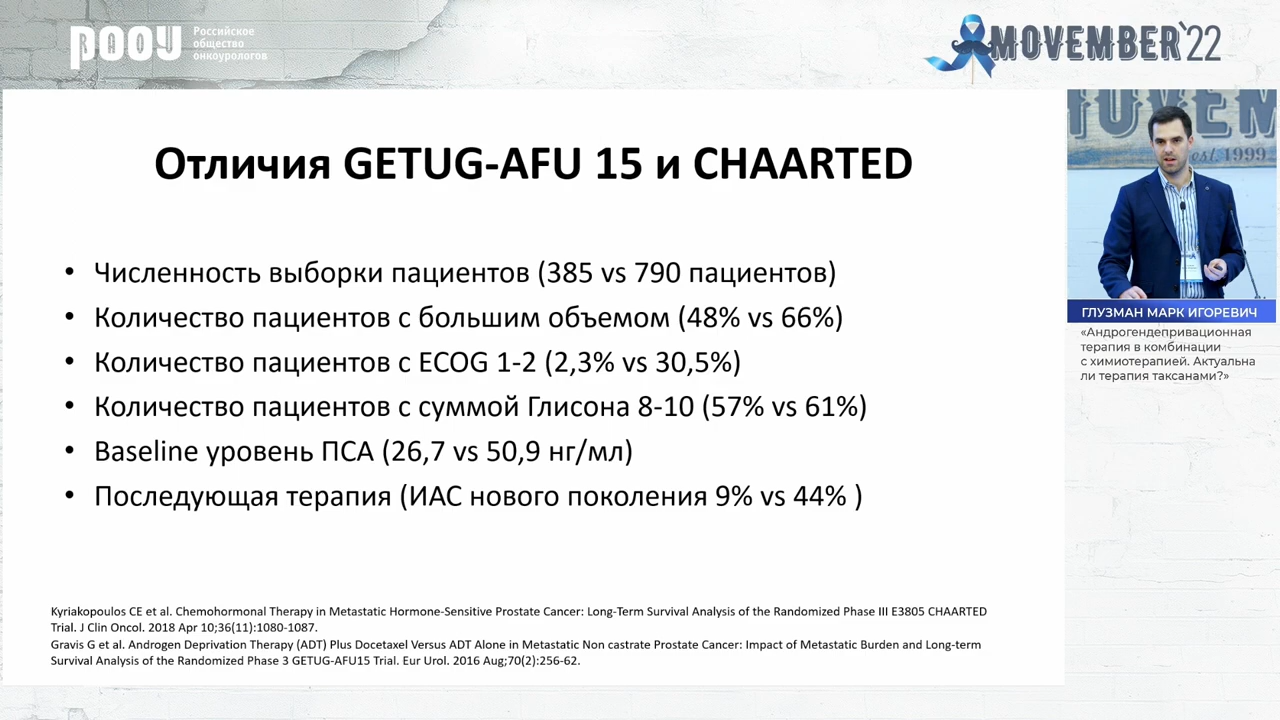 РООУ
Российское
общество
онкоурологов
MOVEMBER'22
Отличия GETUG-AFU 15 и CHAARTED
• Численность выборки пациентов (385 vs 790 пациентов)
• Количество пациентов с большим объемом (48% vs 66%)
• Количество пациентов с ECOG 1-2 (2,3% vs 30,5%)
• Количество пациентов с суммой Глисона 8-10 (57% vs 61%)
• Baseline уровень ПСА (26,7 vs 50,9 нг/мл)
• Последующая терапия (ИАС нового поколения 9% vs 44% )
Kyriakopoulos CE et al. Chemohormonal Therapy in Metastatic Hormone-Sensitive Prostate Cancer: Long-Term Survival Analysis of the Randomized Phase III E3805 CHAARTED
Trial. J Clin Oncol. 2018 Apr 10;36(11):1080-1087.
Gravis G et al. Androgen Deprivation Therapy (ADT) Plus Docetaxel Versus ADT Alone in Metastatic Non castrate Prostate Cancer: Impact of Metastatic Burden and Long-term
Survival Analysis of the Randomized Phase 3 GETUG-AFU15 Trial. Eur Urol. 2016 Aug;70(2):256-62.
est. 1999
ГЛУЗМАН МАРК ИГОРЕВИЧ
«Андрогендепривационная
терапия в комбинации
с химиотерапией. Актуальна
ли терапия таксанами?»